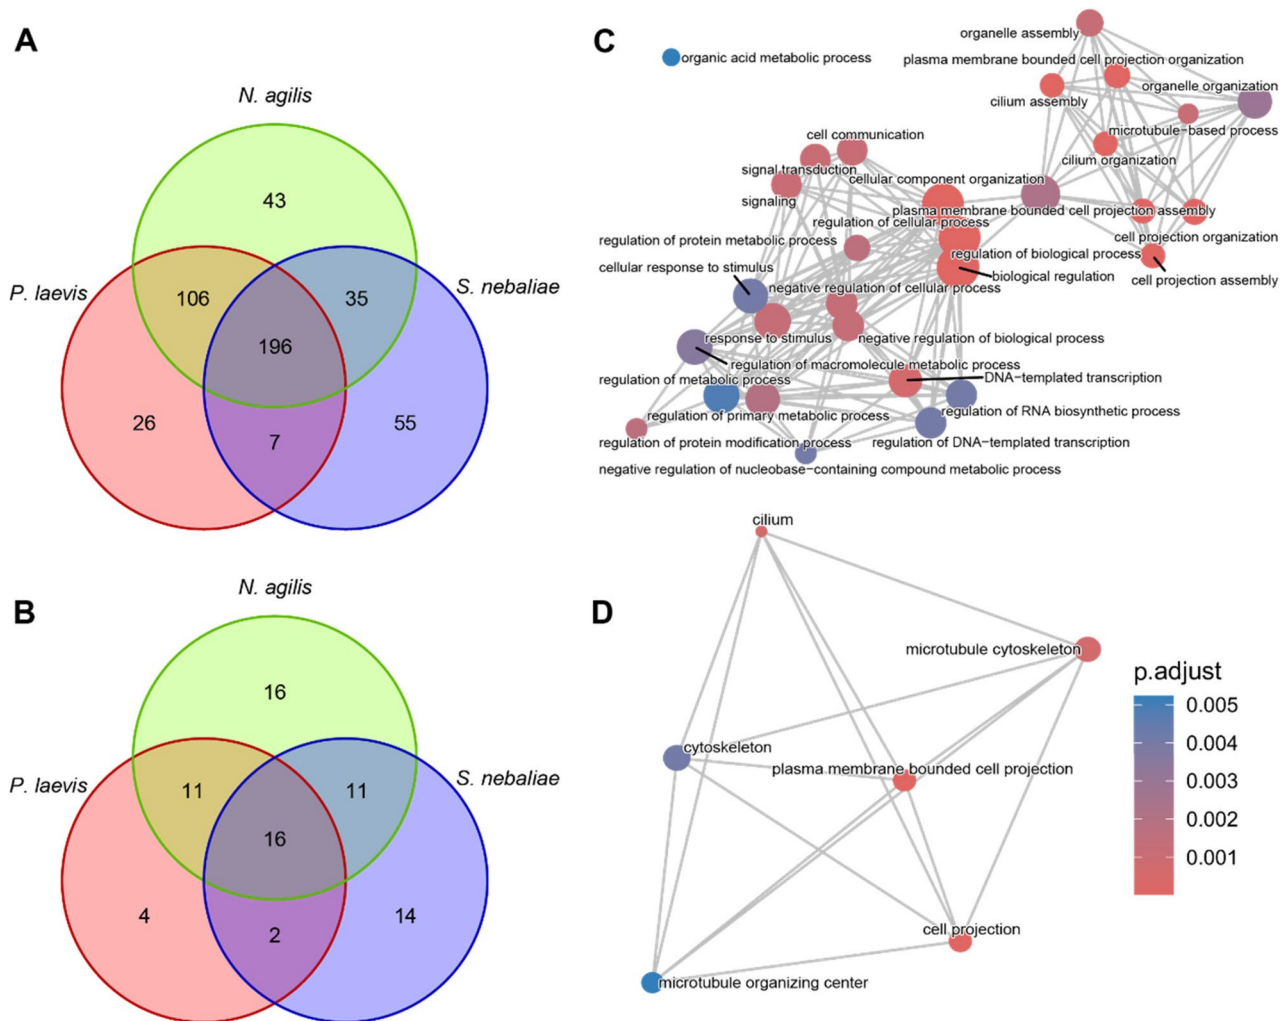 A
N. agilis
43
P. laevis
106
35
S. nebaliae
196
26
7
55
B
N. agilis
16
P. laevis
11
11
S. nebaliae
16
4
2
14
C
organelle assembly
organic acid metabolic process
plasma membrane bounded cell projection organization
organelle organization
cilium assembly
microtubule−based process
cell communication
cilium organization
signal transduction
cellular component organization
signaling
plasma membrane bounded cell projection assembly
regulation of cellular process
cell projection organization
regulation of protein metabolic process
regulation of biological process
cellular response to stimulus
biological regulation
cell projection assembly
negative regulation of cellular process
response to stimulus
negative regulation of biological process
regulation of macromolecule metabolic process
regulation of metabolic process
DNA−templated transcription
regulation of primary metabolic process
regulation of RNA biosynthetic process
regulation of protein modification process
regulation of DNA−templated transcription
negative regulation of nucleobase−containing compound metabolic process
D
cilium
microtubule cytoskeleton
cytoskeleton
plasma membrane bounded cell projection
cell projection
microtubule organizing center
p.adjust
0.005
0.004
0.003
0.002
0.001